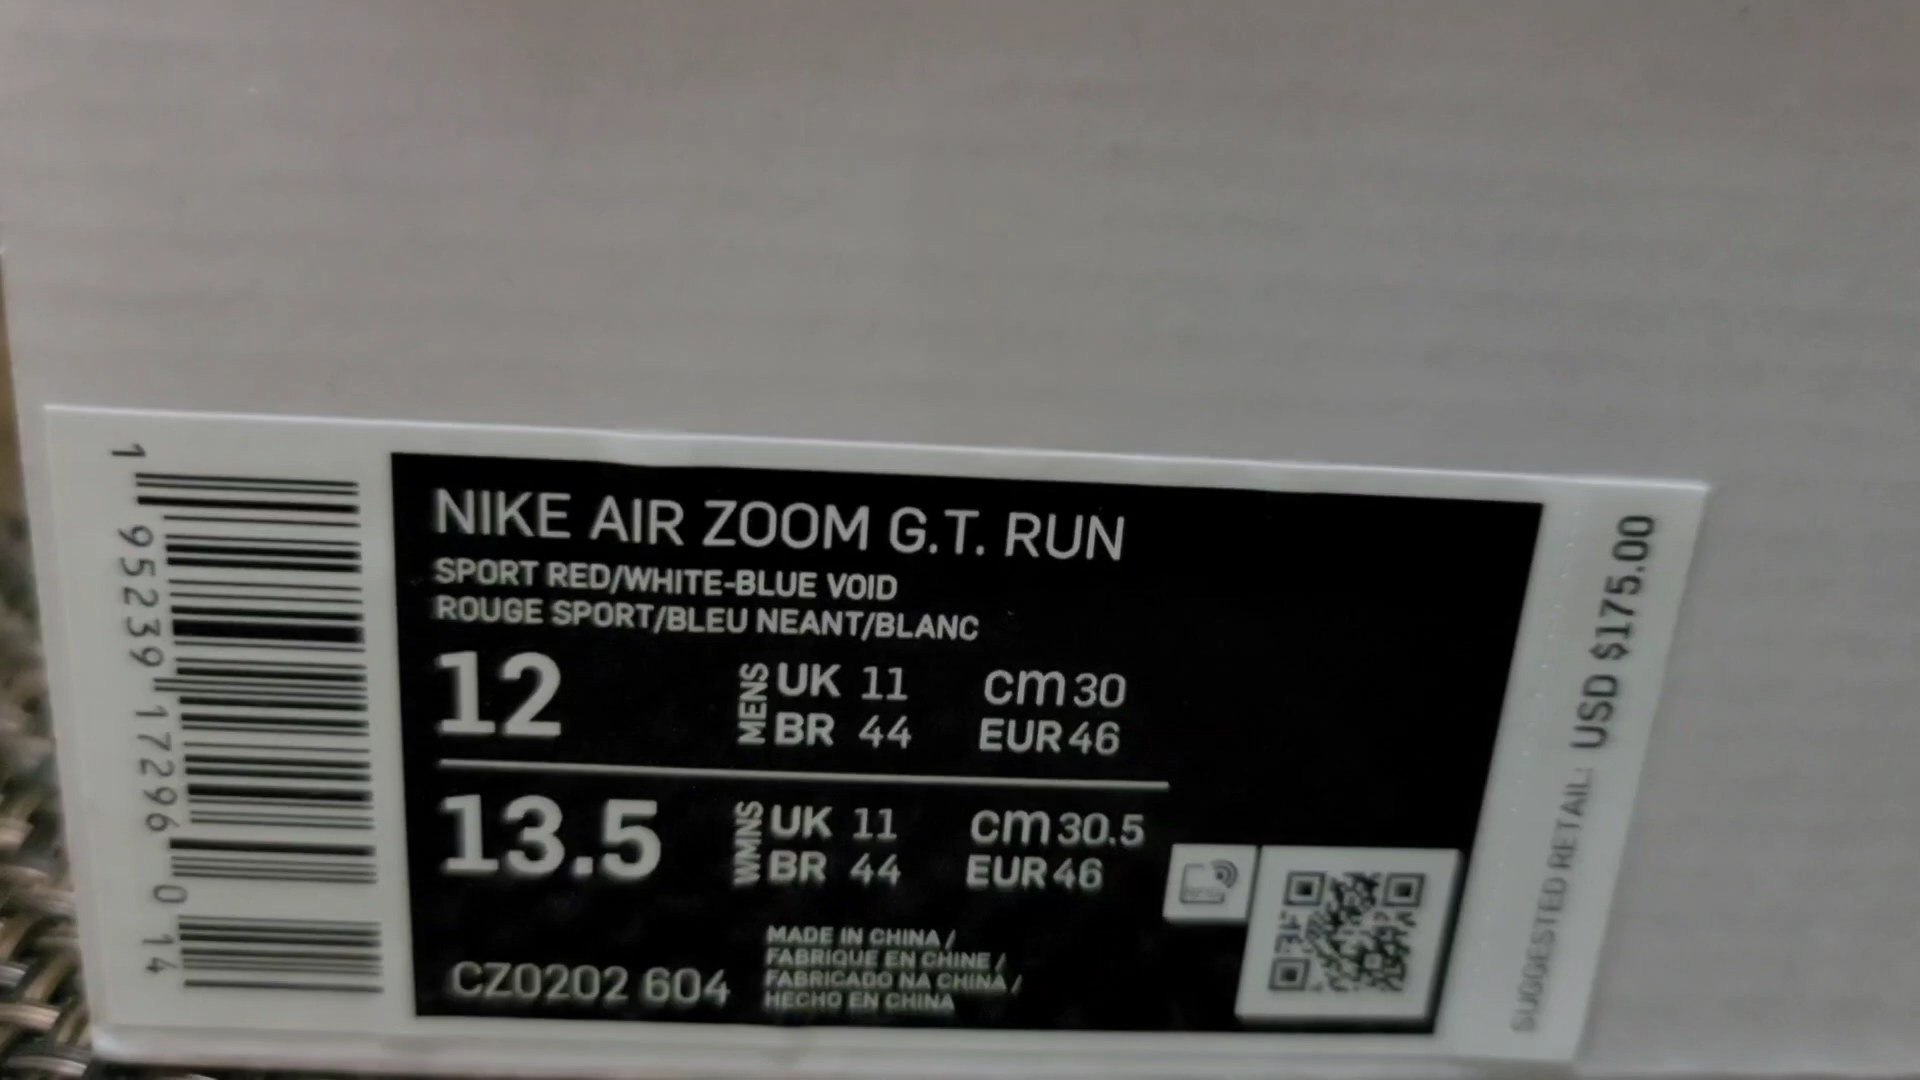 NIKE AIR ZOOM G.T. RUN
SPORT RED/WHITE-BLUE VOID
ROUGE SPORT/BLEU NEANT/BLANC
12
MENS
UK 11 cm 30
BR 44 EUR 46
13.5
WMNS
UK 11 cm 30.5
BR 44 EUR 46
CZ0202 604
MADE IN CHINA /
FABRIQUE EN CHINE /
FABRICADO NA CHINA /
HECHO EN CHINA
1 95239 17296 0 14
SUGGESTED RETAIL: USD $175.00